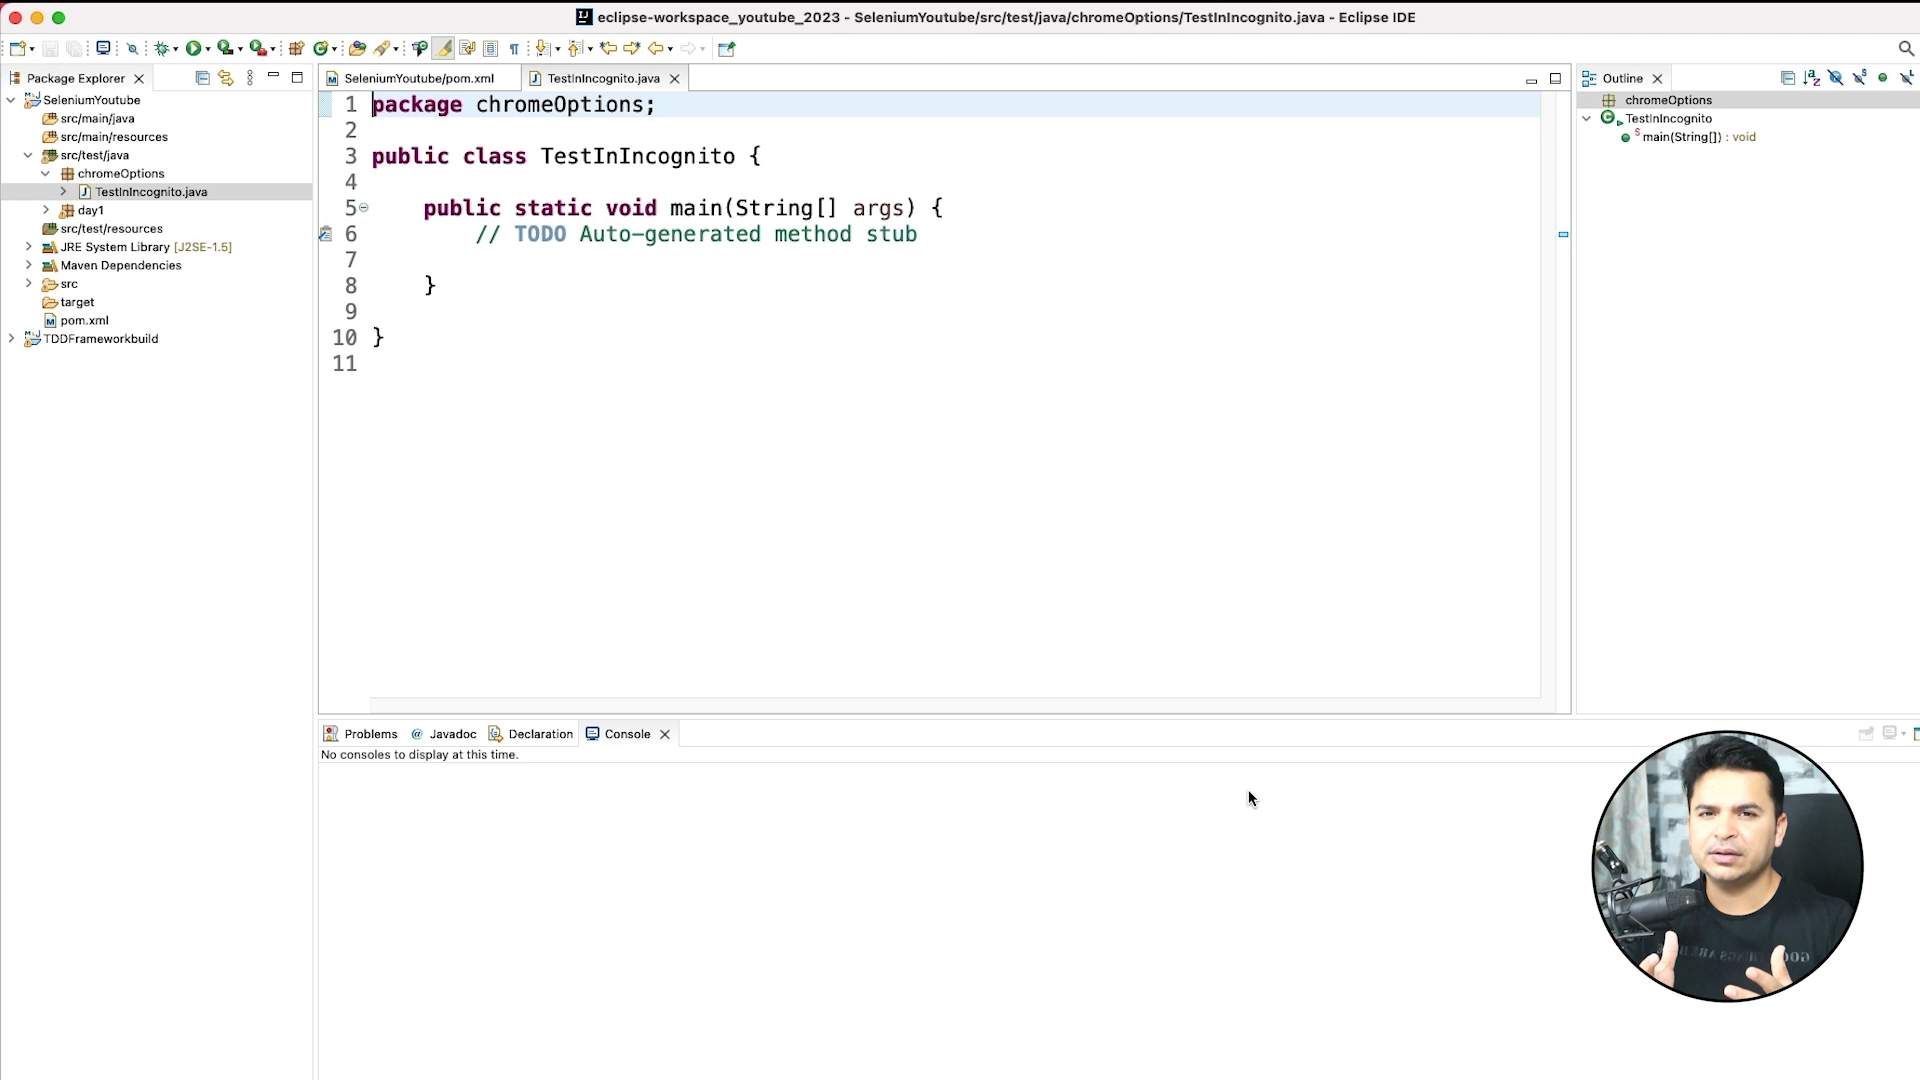 eclipse-workspace_youtube_2023 - SeleniumYoutube/src/test/java/chromeOptions/TestInIncognito.java - Eclipse IDE
Package Explorer
SeleniumYoutube
src/main/java
src/main/resources
src/test/java
chromeOptions
TestInIncognito.java
day1
src/test/resources
JRE System Library [J2SE-1.5]
Maven Dependencies
src
target
pom.xml
TDDFrameworkbuild
SeleniumYoutube/pom.xml
TestInIncognito.java
1 package chromeOptions;
2
3 public class TestInIncognito {
4
5 public static void main(String[] args) {
6 // TODO Auto-generated method stub
7
8 }
9
10 }
11
Outline
chromeOptions
TestInIncognito
main(String[]) : void
Problems
Javadoc
Declaration
Console
No consoles to display at this time.